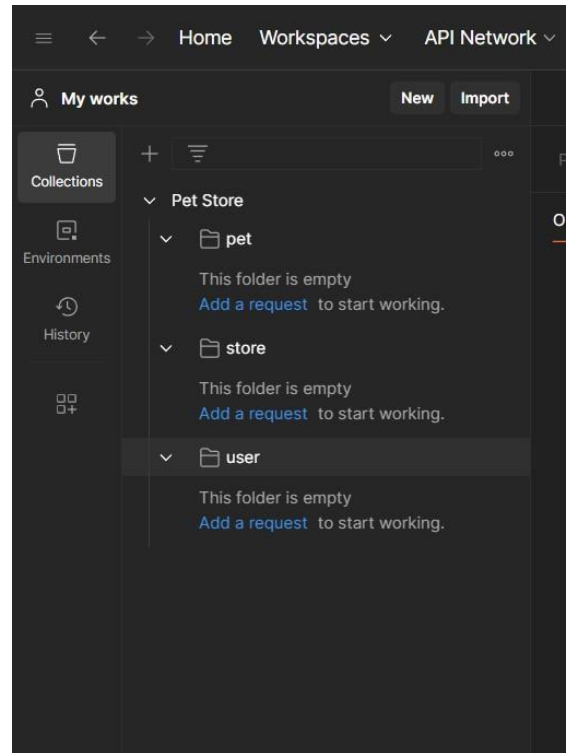 Home Workspaces API Network
My works New Import
Collections
Environments
History
Pet Store
pet
This folder is empty
Add a request to start working.
store
This folder is empty
Add a request to start working.
user
This folder is empty
Add a request to start working.